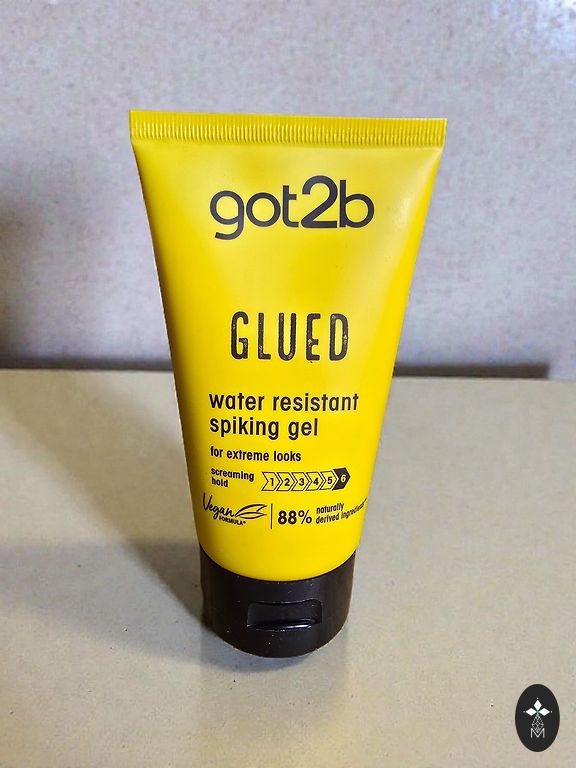 got2b
GLUED
water resistant
spiking gel
for extreme looks
screaming
hold
1 2 3 4 5 6
Vegan
FORMULA*
88% naturally
derived ingredients**
M